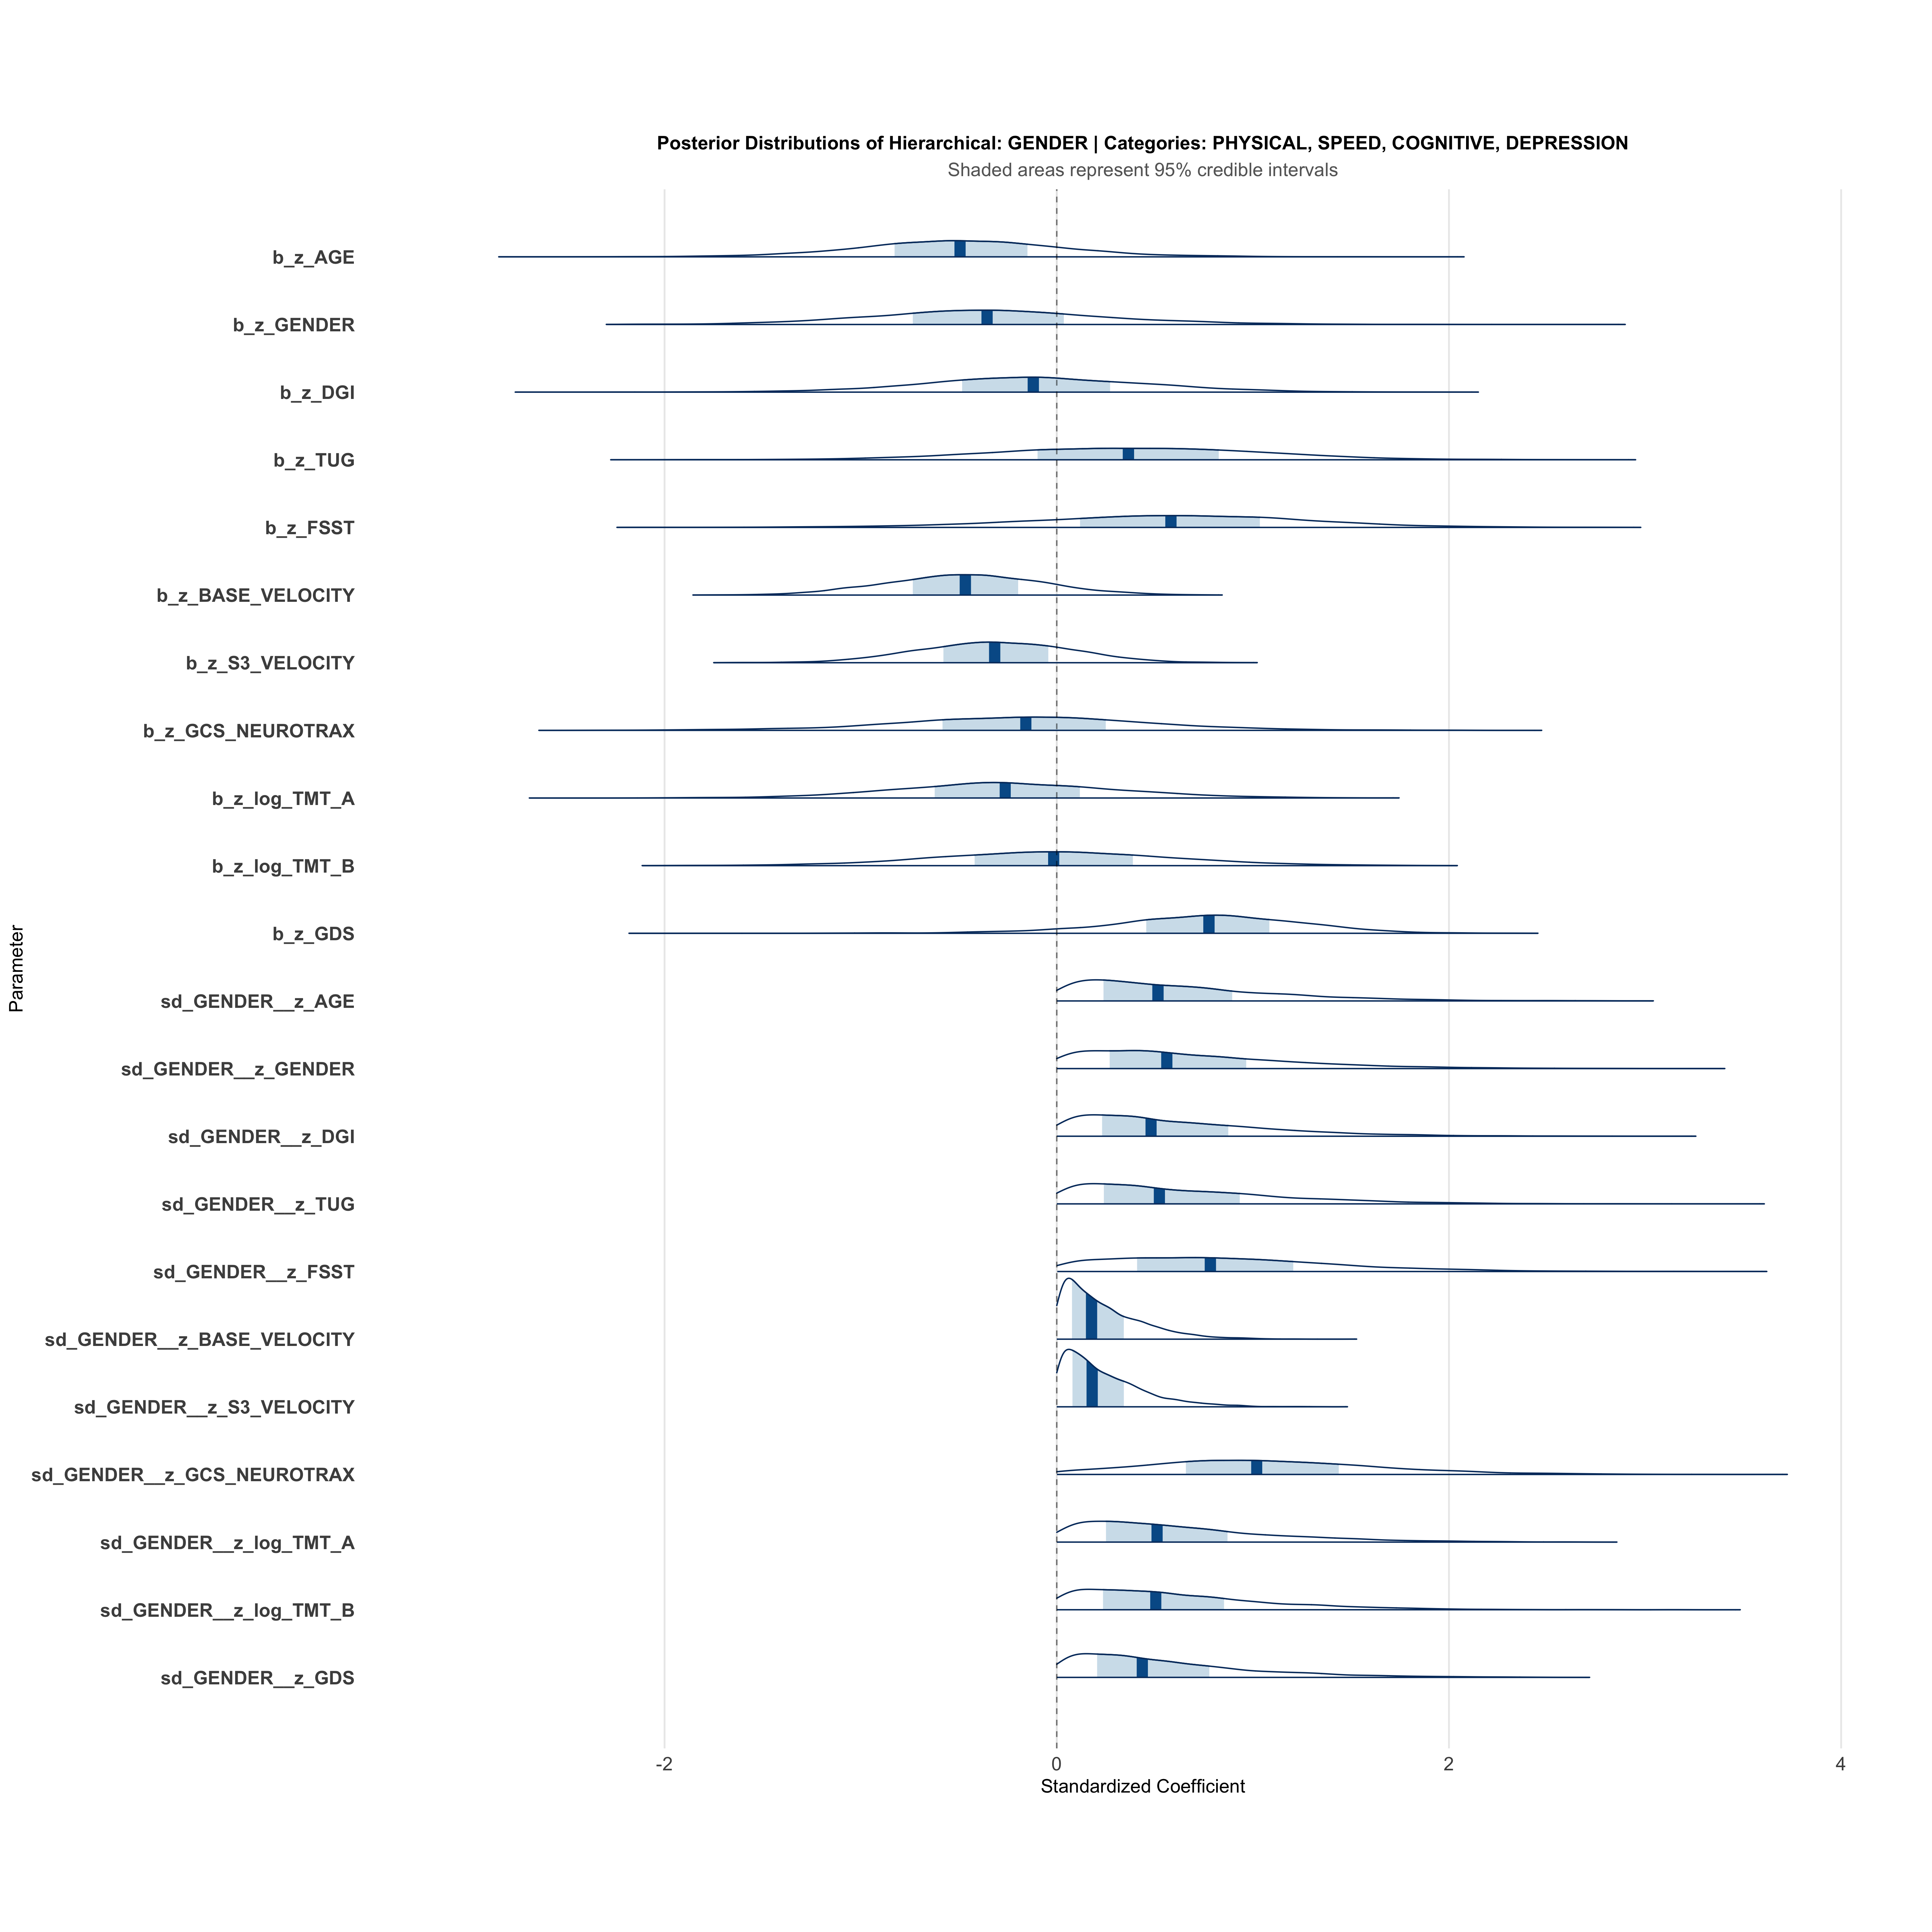 Posterior Distributions of Hierarchical: GENDER | Categories: PHYSICAL, SPEED, COGNITIVE, DEPRESSION
Shaded areas represent 95% credible intervals
b_z_AGE
b_z_GENDER
b_z_DGI
b_z_TUG
b_z_FSST
b_z_BASE_VELOCITY
b_z_S3_VELOCITY
b_z_GCS_NEUROTRAX
b_z_log_TMT_A
b_z_log_TMT_B
b_z_GDS
sd_GENDER__z_AGE
sd_GENDER__z_GENDER
sd_GENDER__z_DGI
sd_GENDER__z_TUG
sd_GENDER__z_FSST
sd_GENDER__z_BASE_VELOCITY
sd_GENDER__z_S3_VELOCITY
sd_GENDER__z_GCS_NEUROTRAX
sd_GENDER__z_log_TMT_A
sd_GENDER__z_log_TMT_B
sd_GENDER__z_GDS
Parameter
-2 0 2 4
Standardized Coefficient